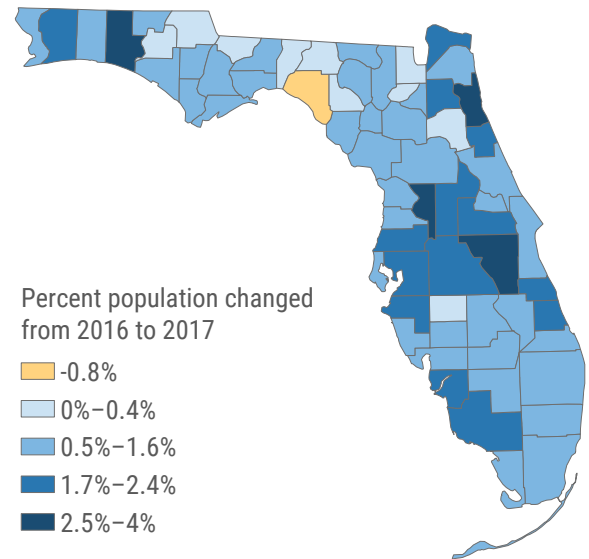 Percent population changed
from 2016 to 2017
-0.8%
0%–0.4%
0.5%–1.6%
1.7%–2.4%
2.5%–4%